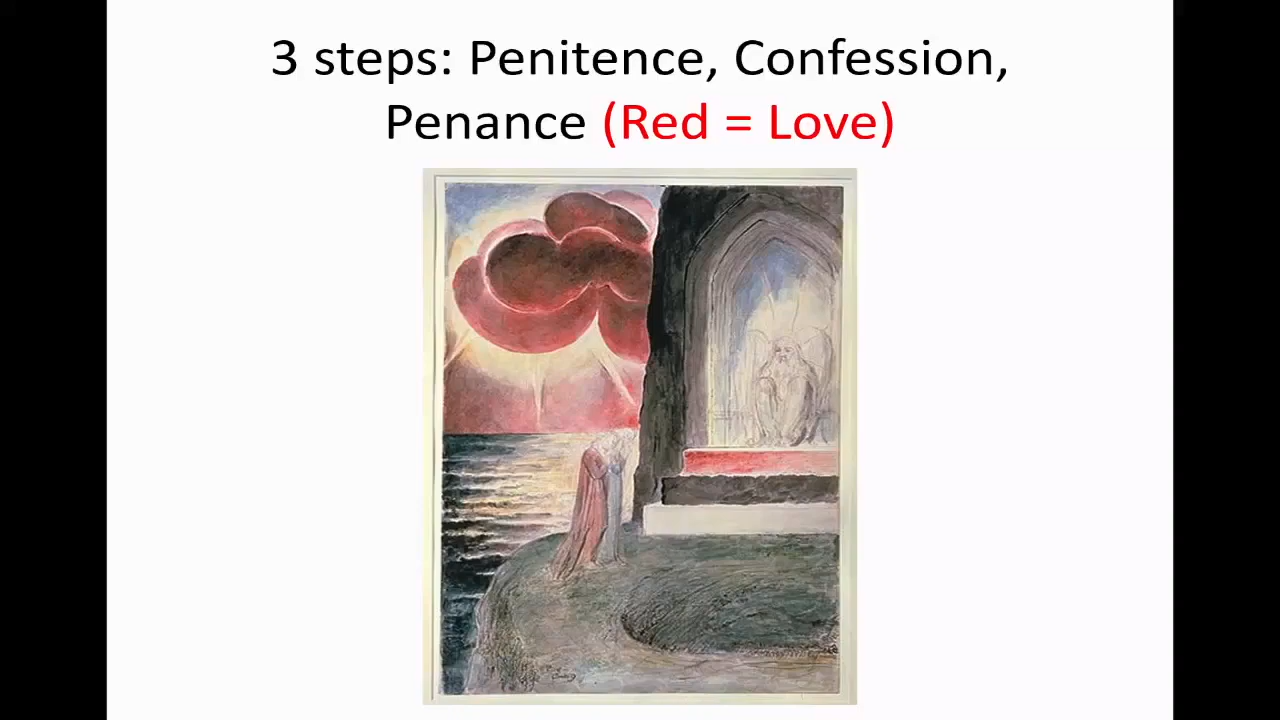 3 steps: Penitence, Confession,
Penance (Red = Love)